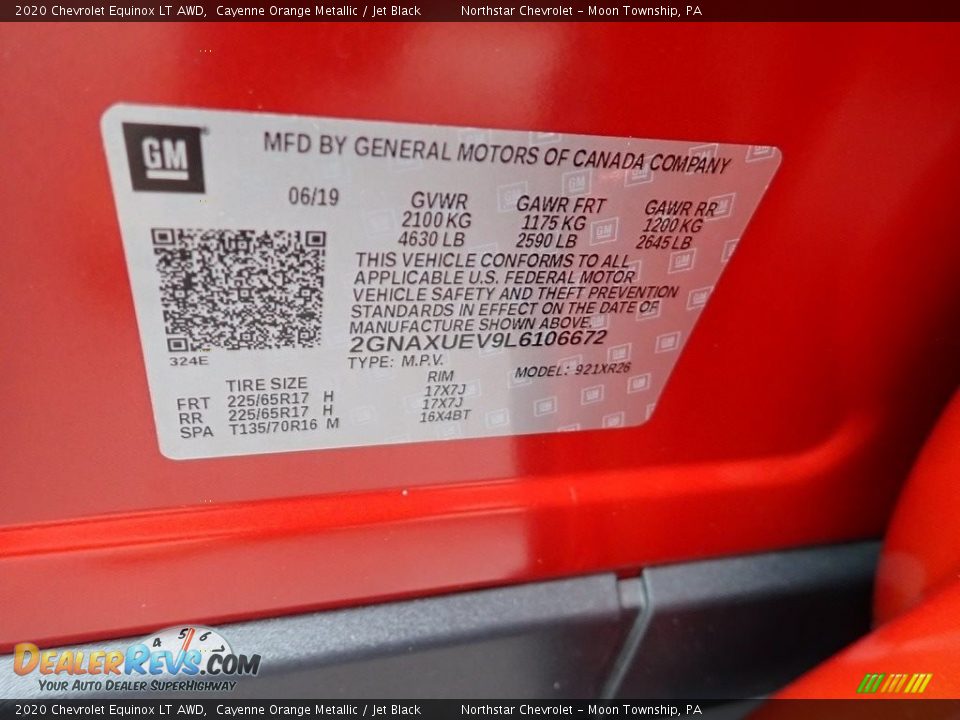 2020 Chevrolet Equinox LT AWD, Cayenne Orange Metallic / Jet Black Northstar Chevrolet - Moon Township, PA
GM
MFD BY GENERAL MOTORS OF CANADA COMPANY
06/19 GVWR GAWR FRT GAWR RR
2100 KG 1175 KG 1200 KG
4630 LB 2590 LB 2645 LB
THIS VEHICLE CONFORMS TO ALL
APPLICABLE U.S. FEDERAL MOTOR
VEHICLE SAFETY AND THEFT PREVENTION
STANDARDS IN EFFECT ON THE DATE OF
MANUFACTURE SHOWN ABOVE.
2GNAXUEV9L6106672
324E TYPE: M.P.V. MODEL: 921XR26
TIRE SIZE RIM
FRT 225/65R17 H 17X7J
RR 225/65R17 H 17X7J
SPA T135/70R16 M 16X4BT
4 5 6
DEALERREVS.COM
YOUR AUTO DEALER SUPERHIGHWAY
2020 Chevrolet Equinox LT AWD, Cayenne Orange Metallic / Jet Black Northstar Chevrolet - Moon Township, PA